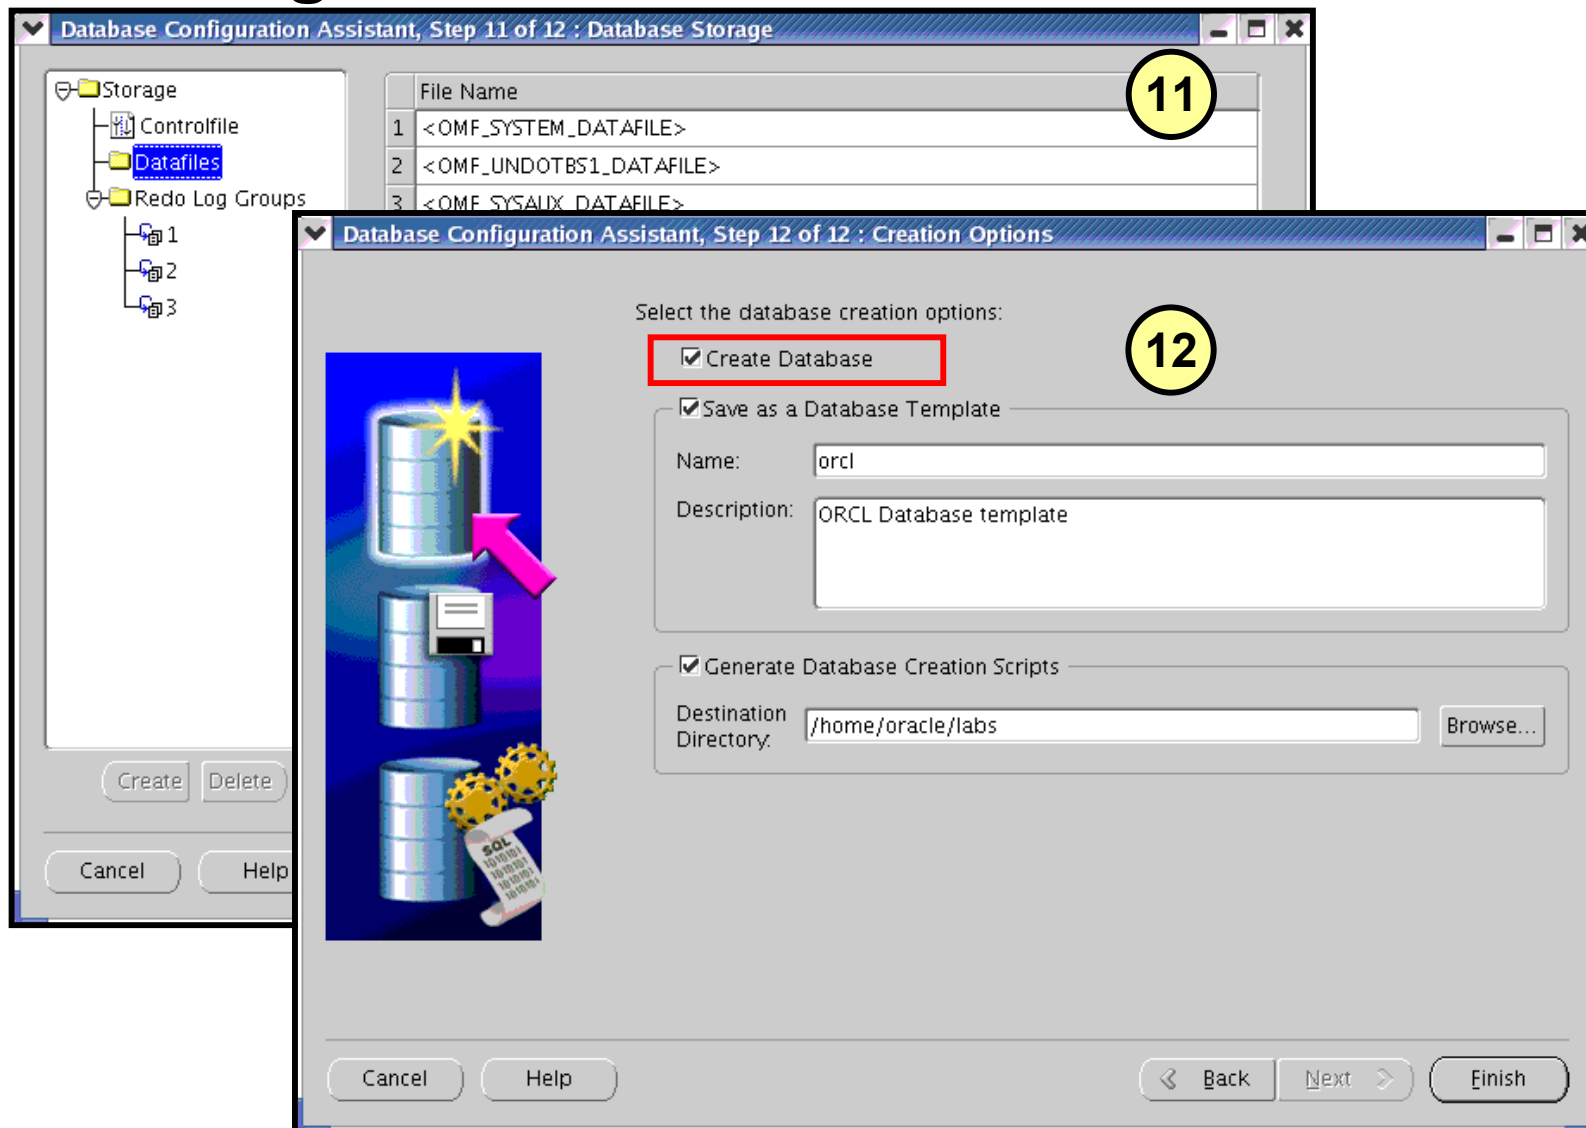 Database Configuration Assistant, Step 11 of 12 : Database Storage
11
Storage
Controlfile
Datafiles
Redo Log Groups
1
2
3
File Name
1 <OMF_SYSTEM_DATAFILE>
2 <OMF_UNDOTBS1_DATAFILE>
3 <OMF_SYSAUX_DATAFILE>
Create Delete
Cancel Help
Database Configuration Assistant, Step 12 of 12 : Creation Options
Select the database creation options:
12
Create Database
Save as a Database Template
Name: orcl
Description: ORCL Database template
Generate Database Creation Scripts
Destination
Directory: /home/oracle/labs Browse...
SQL
Cancel Help Back Next Finish